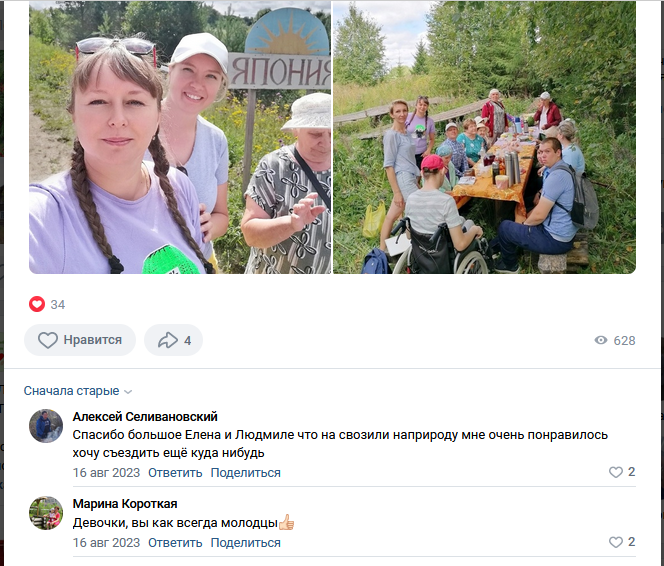 ЯПОННИЯ
34
Нравится
4
628
Сначала старые
Алексей Селивановский
Спасибо большое Елена и Людмиле что на свозили наприроду мне очень понравилось
хочу съездить ещё куда нибудь
16 авг 2023 Ответить Поделиться
2
Марина Короткая
Девочки, вы как всегда молодцы👍🏼
16 авг 2023 Ответить Поделиться
2